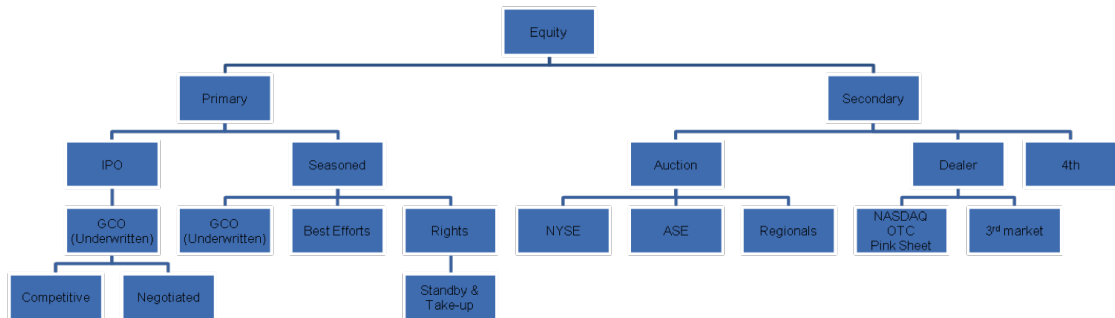 Equity
Primary
Secondary
IPO
Seasoned
Auction
Dealer
4th
GCO
(Underwritten)
GCO
(Underwritten)
Best Efforts
Rights
NYSE
ASE
Regionals
NASDAQ
OTC
Pink Sheet
3rd market
Competitive
Negotiated
Standby &
Take-up